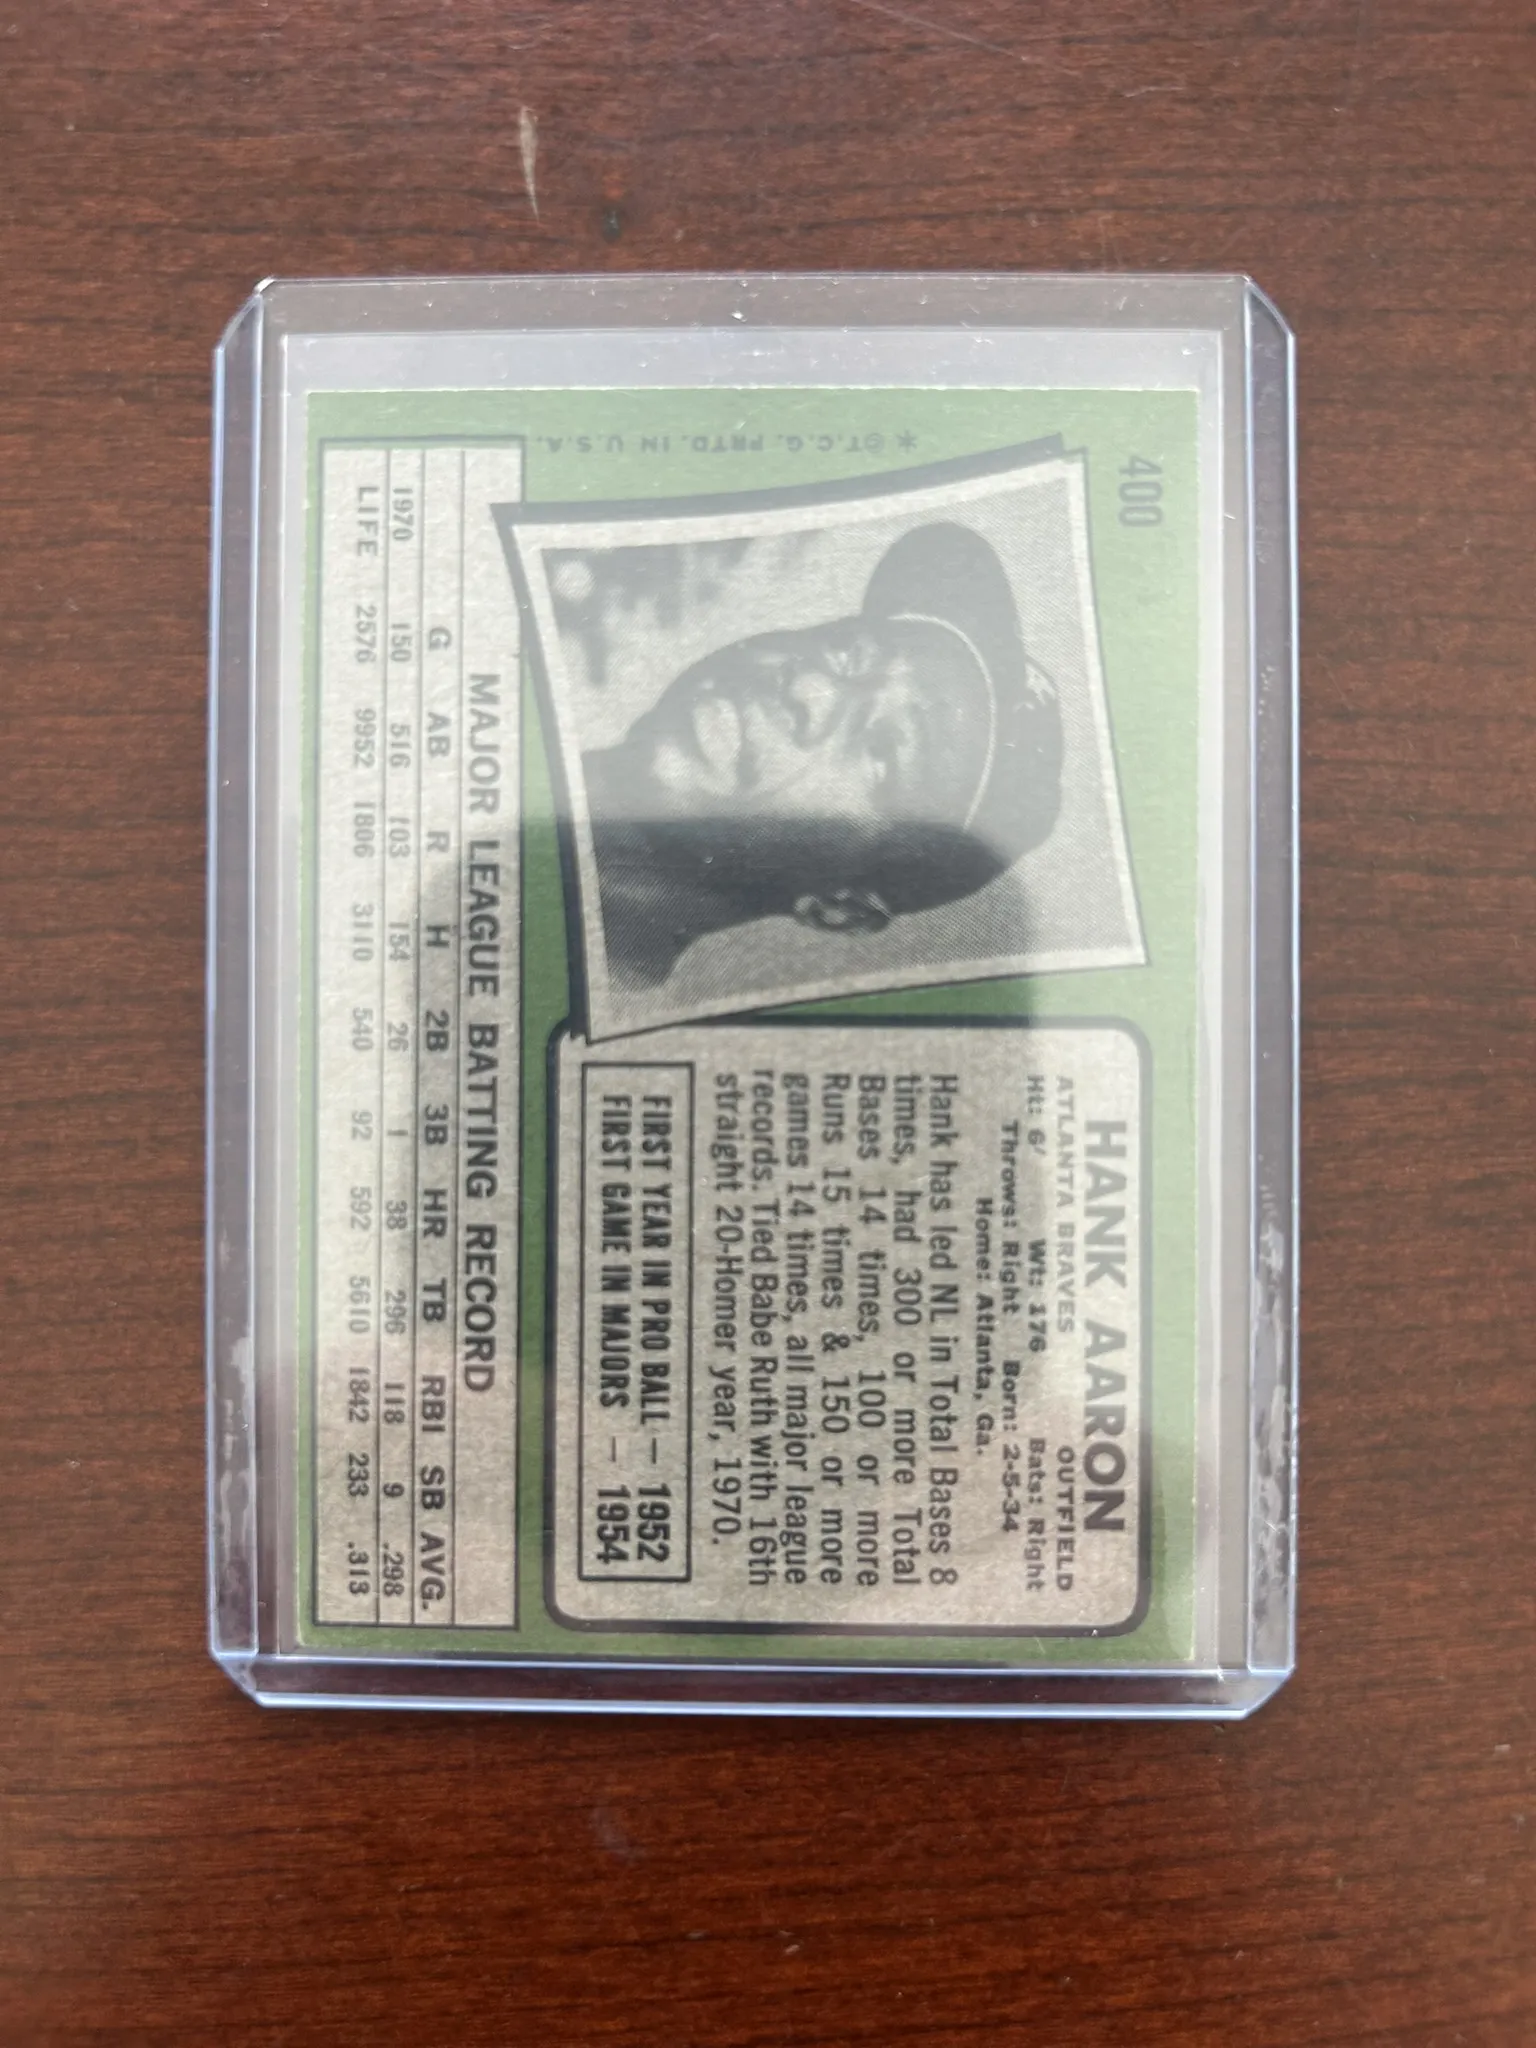 400
HANK AARON
ATLANTA BRAVES OUTFIELD
Ht: 6' Wt: 176 Bats: Right
Throws: Right Born: 2-5-34
Home: Atlanta, Ga.
Hank has led NL in Total Bases 8
times, had 300 or more Total
Bases 14 times, 100 or more
Runs 15 times & 150 or more
games 14 times, all major league
records. Tied Babe Ruth with 16th
straight 20-Homer year, 1970.
FIRST YEAR IN PRO BALL — 1952
FIRST GAME IN MAJORS — 1954
*©T.C.G. PRTD. IN U.S.A.
MAJOR LEAGUE BATTING RECORD
G AB R H 2B 3B HR TB RBI SB AVG.
1970 150 516 103 154 26 1 38 296 118 9 .298
LIFE 2576 9952 1806 3110 540 92 592 5610 1842 233 .313